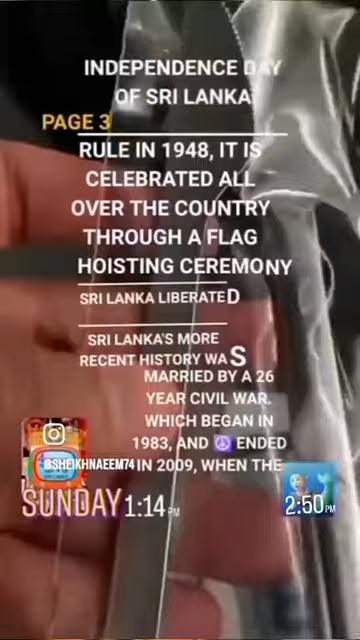 INDEPENDENCE DAY
OF SRI LANKA
PAGE 3
RULE IN 1948, IT IS
CELEBRATED ALL
OVER THE COUNTRY
THROUGH A FLAG
HOISTING CEREMONY
SRI LANKA LIBERATED
SRI LANKA'S MORE
RECENT HISTORY WAS
MARRIED BY A 26
YEAR CIVIL WAR.
WHICH BEGAN IN
1983, AND ☮️ ENDED
@SHEIKHNAEEM74 IN 2009, WHEN THE
SUNDAY 1:14 PM
2:50 PM